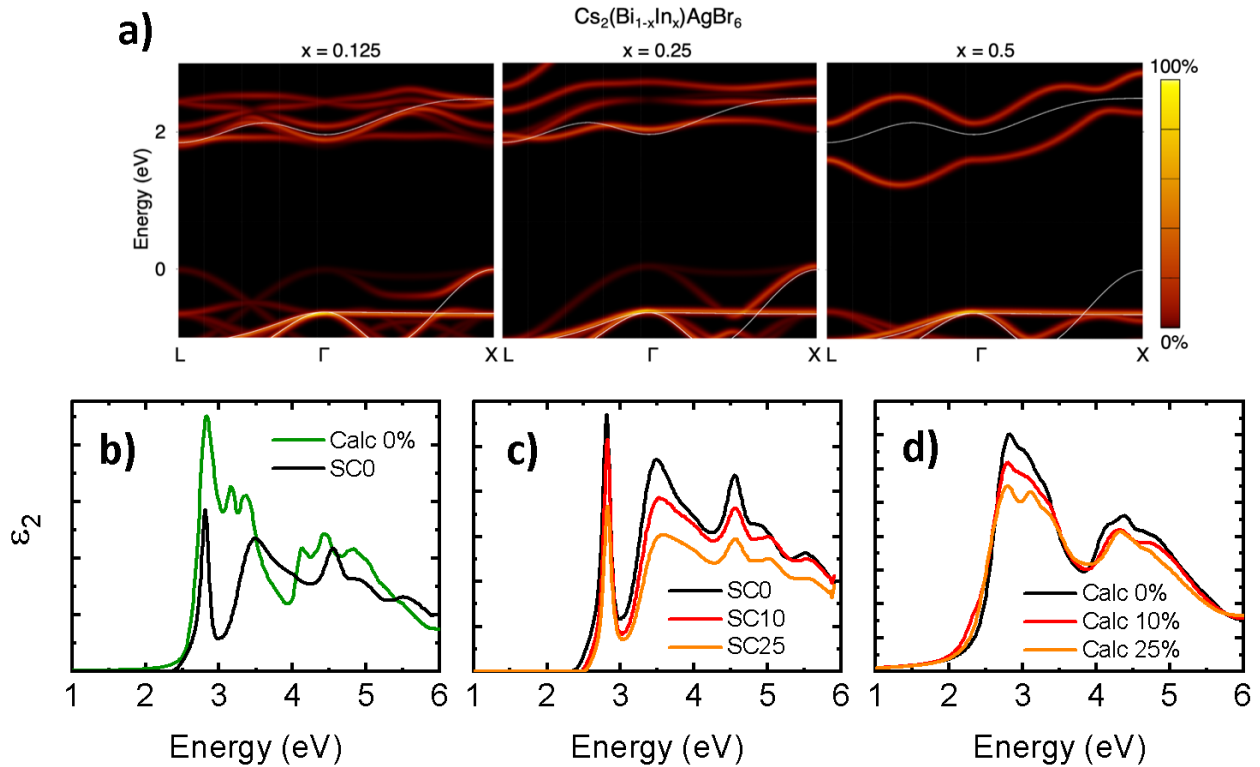 Cs₂(Bi₁₋ₓInₓ)AgBr₆
a)
x = 0.125
x = 0.25
x = 0.5
100%
2
0
Energy (eV)
0%
L
Γ
X
L
Γ
X
L
Γ
X
b)
Calc 0%
SC0
ε₂
1 2 3 4 5 6
Energy (eV)
c)
SC0
SC10
SC25
1 2 3 4 5 6
Energy (eV)
d)
Calc 0%
Calc 10%
Calc 25%
1 2 3 4 5 6
Energy (eV)